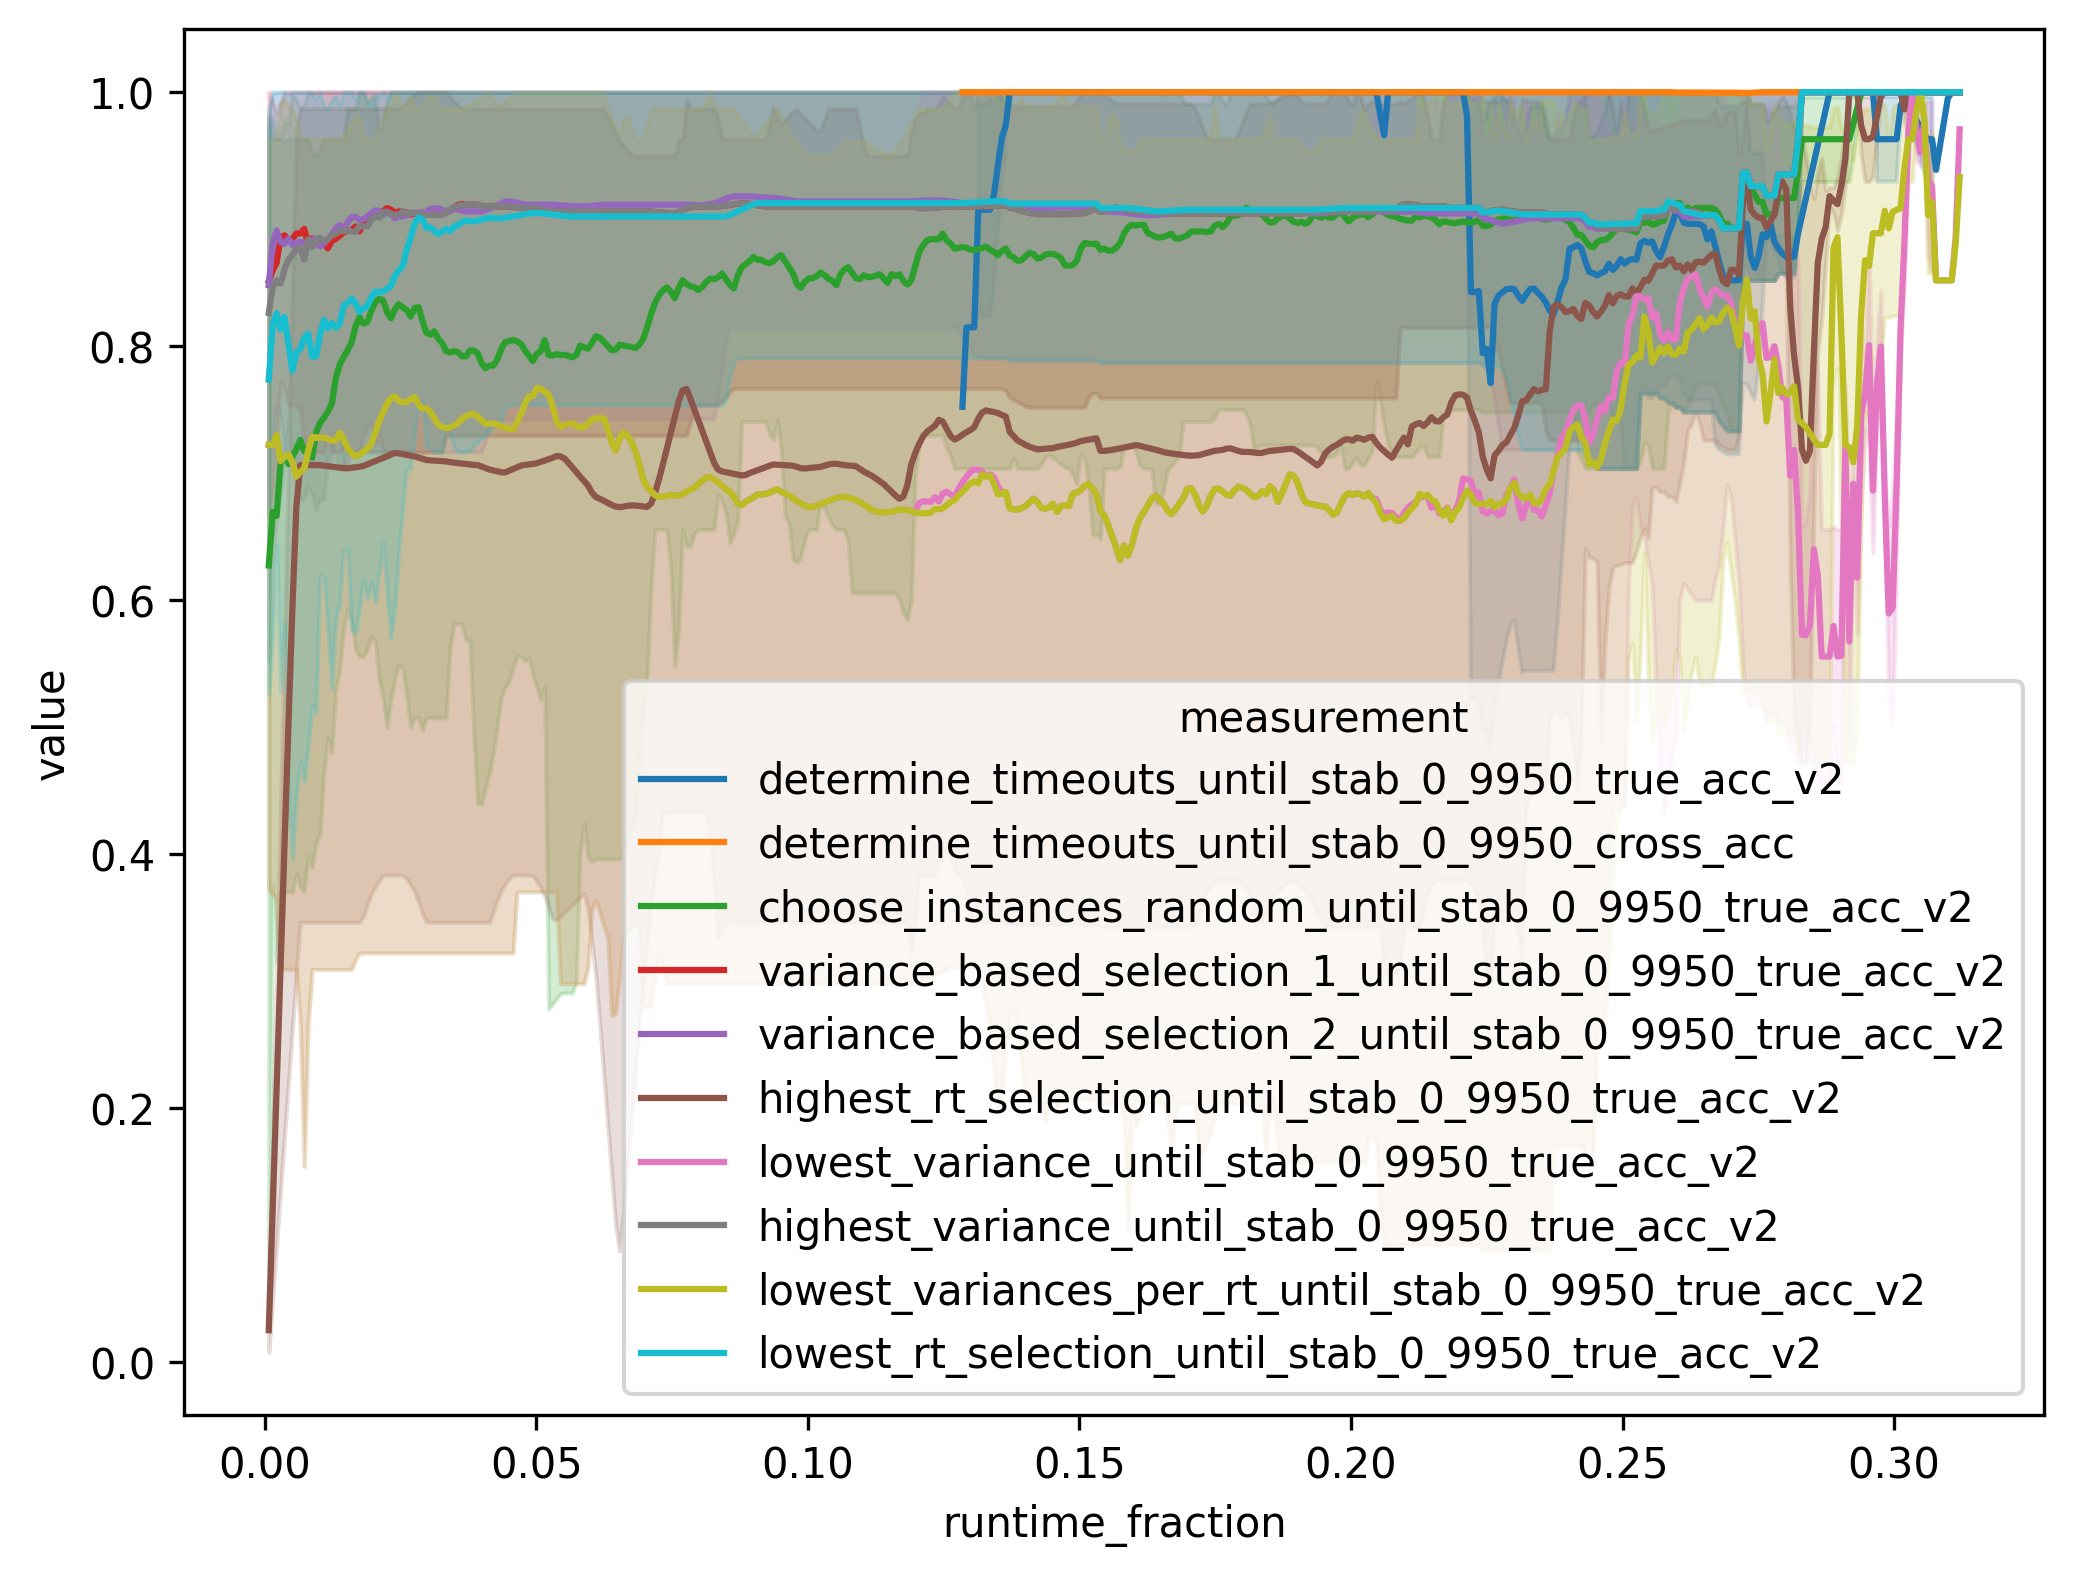 1.0
0.8
0.6
0.4
0.2
0.0
value
measurement
determine_timeouts_until_stab_0_9950_true_acc_v2
determine_timeouts_until_stab_0_9950_cross_acc
choose_instances_random_until_stab_0_9950_true_acc_v2
variance_based_selection_1_until_stab_0_9950_true_acc_v2
variance_based_selection_2_until_stab_0_9950_true_acc_v2
highest_rt_selection_until_stab_0_9950_true_acc_v2
lowest_variance_until_stab_0_9950_true_acc_v2
highest_variance_until_stab_0_9950_true_acc_v2
lowest_variances_per_rt_until_stab_0_9950_true_acc_v2
lowest_rt_selection_until_stab_0_9950_true_acc_v2
0.00 0.05 0.10 0.15 0.20 0.25 0.30
runtime_fraction